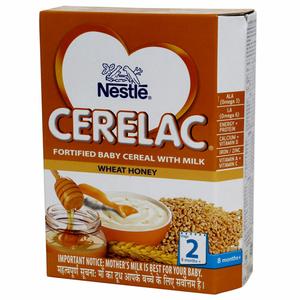 Nestlé
CERELAC
FORTIFIED BABY CEREAL WITH MILK
WHEAT HONEY
ALA
(Omega 3)
LA
(Omega 6)
ENERGY +
PROTEIN
CALCIUM +
VITAMIN D
IRON / ZINC
VITAMIN A +
VITAMIN C
2
8 months+
8 months+
IMPORTANT NOTICE: MOTHER'S MILK IS BEST FOR YOUR BABY.
महत्वपूर्ण सूचना: माँ का दूध आपके बच्चे के लिए सर्वोत्तम है।